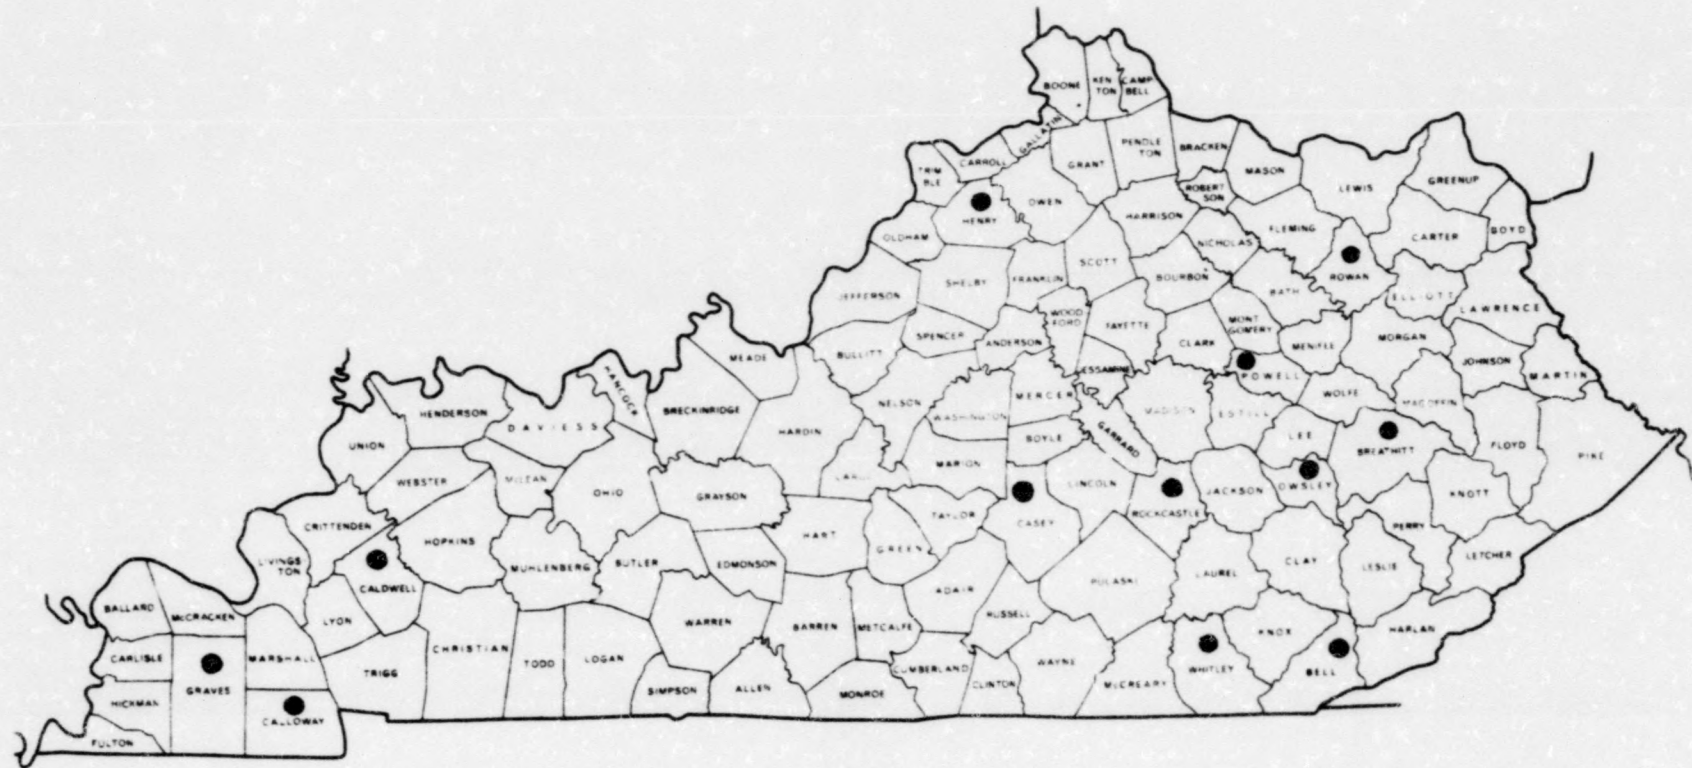 BOONE
KEN
TON
CAMP
BELL
GALLATIN
CARROLL
TRIM
BLE
GRANT
PENDLE
TON
BRACKEN
MASON
LEWIS
GREENUP
ROBERT
SON
HENRY
OWEN
HARRISON
FLEMING
CARTER
BOYD
OLDHAM
NICHOLAS
ROWAN
SHELBY
FRANKLIN
SCOTT
BOURBON
BATH
ELLIOTT
LAWRENCE
JEFFERSON
WOOD
FORD
FAYETTE
MONT
GOMERY
SPENCER
ANDERSON
CLARK
MENIFEE
MORGAN
JOHNSON
MARTIN
MEADE
BULLITT
JESSAMINE
POWELL
HANCOCK
BRECKINRIDGE
NELSON
WASHINGTON
MERCER
MADISON
ESTILL
WOLFE
MAGOFFIN
HENDERSON
DAVIESS
HARDIN
BOYLE
GARRARD
LEE
BREATHITT
FLOYD
PIKE
UNION
WEBSTER
McLEAN
OHIO
GRAYSON
MARION
LINCOLN
JACKSON
OWSLEY
KNOTT
CRITTENDEN
HOPKINS
HART
TAYLOR
CASEY
ROCKCASTLE
PERRY
LETCHER
LIVINGS
TON
MUHLENBERG
BUTLER
EDMONSON
GREEN
PULASKI
LAUREL
CLAY
LESLIE
CALDWELL
BALLARD
McCRACKEN
LYON
WARREN
BARREN
METCALFE
ADAIR
RUSSELL
KNOX
HARLAN
CARLISLE
GRAVES
MARSHALL
TRIGG
CHRISTIAN
TODD
LOGAN
CUMBERLAND
WAYNE
WHITLEY
BELL
SIMPSON
ALLEN
MONROE
CLINTON
McCREARY
HICKMAN
CALLOWAY
FULTON